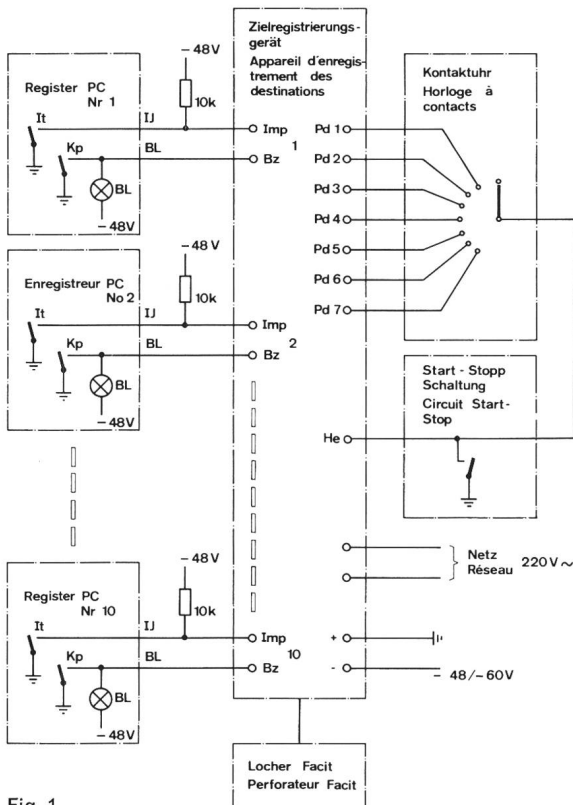 Zielregistrierungs-
gerät
Appareil d'enregis-
trement des
destinations
Register PC
Nr 1
It
Kp
IJ
BL
BL
– 48V
– 48V
10k
Imp
1
Bz
Enregistreur PC
No 2
It
Kp
IJ
BL
BL
– 48V
– 48V
10k
Imp
2
Bz
Register PC
Nr 10
It
Kp
IJ
BL
BL
– 48V
– 48V
10k
Imp
10
Bz
Pd 1
Pd 2
Pd 3
Pd 4
Pd 5
Pd 6
Pd 7
He
+
-
Kontaktuhr
Horloge à
contacts
Start - Stopp
Schaltung
Circuit Start-
Stop
Netz
Réseau
220V ~
– 48/–60V
Locher Facit
Perforateur Facit
Fig. 1